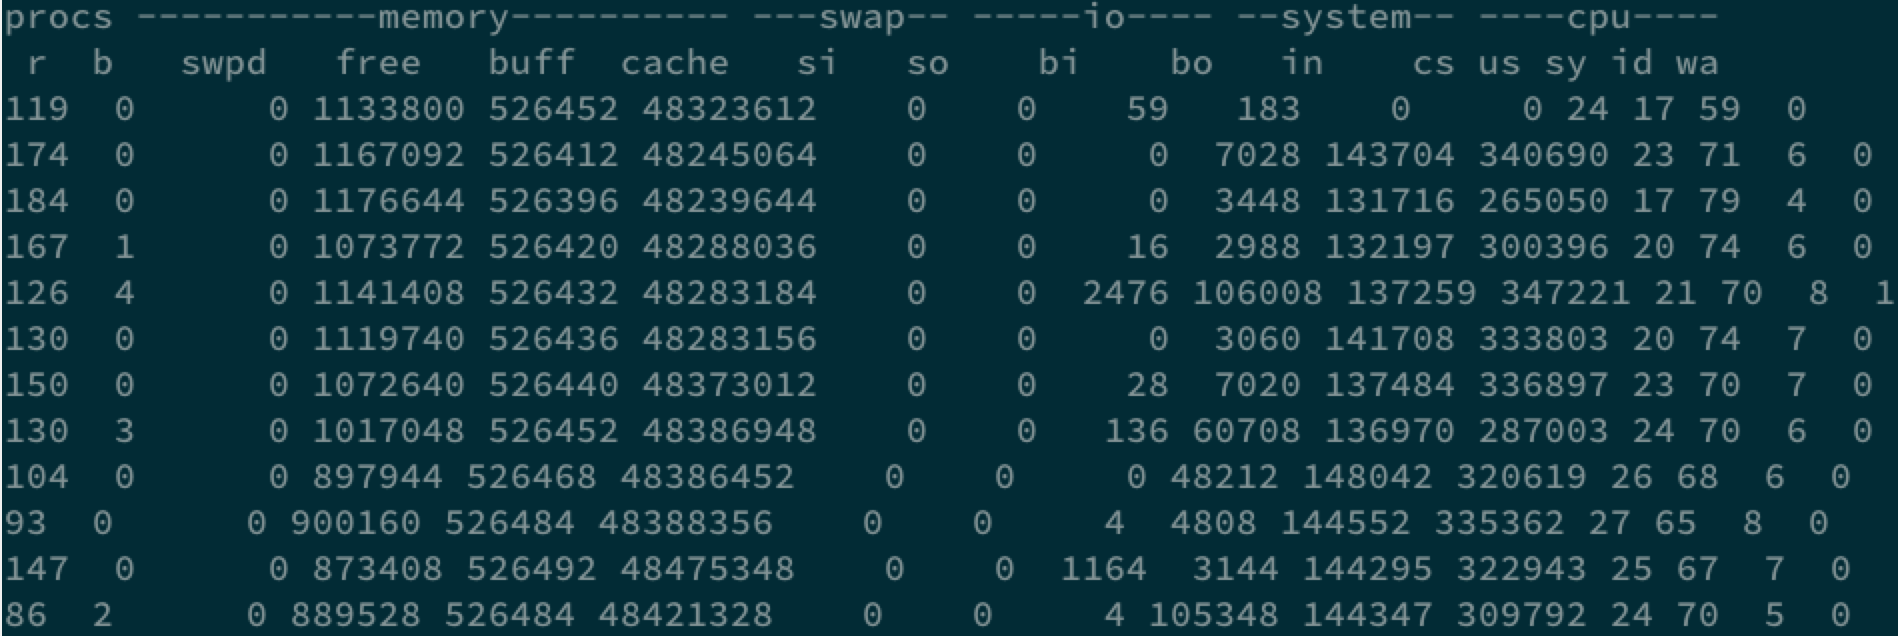 procs -----------memory---------- ---swap-- -----io---- --system-- ----cpu----
 r  b   swpd   free   buff  cache   si   so    bi    bo   in    cs us sy id wa
119  0      0 1133800 526452 48323612    0    0    59   183    0     0 24 17 59  0
174  0      0 1167092 526412 48245064    0    0     0  7028 143704 340690 23 71  6  0
184  0      0 1176644 526396 48239644    0    0     0  3448 131716 265050 17 79  4  0
167  1      0 1073772 526420 48288036    0    0    16  2988 132197 300396 20 74  6  0
126  4      0 1141408 526432 48283184    0    0  2476 106008 137259 347221 21 70  8  1
130  0      0 1119740 526436 48283156    0    0     0  3060 141708 333803 20 74  7  0
150  0      0 1072640 526440 48373012    0    0    28  7020 137484 336897 23 70  7  0
130  3      0 1017048 526452 48386948    0    0   136 60708 136970 287003 24 70  6  0
104  0      0 897944 526468 48386452    0    0     0 48212 148042 320619 26 68  6  0
93  0      0 900160 526484 48388356    0    0     4  4808 144552 335362 27 65  8  0
147  0      0 873408 526492 48475348    0    0  1164  3144 144295 322943 25 67  7  0
86  2      0 889528 526484 48421328    0    0     4 105348 144347 309792 24 70  5  0